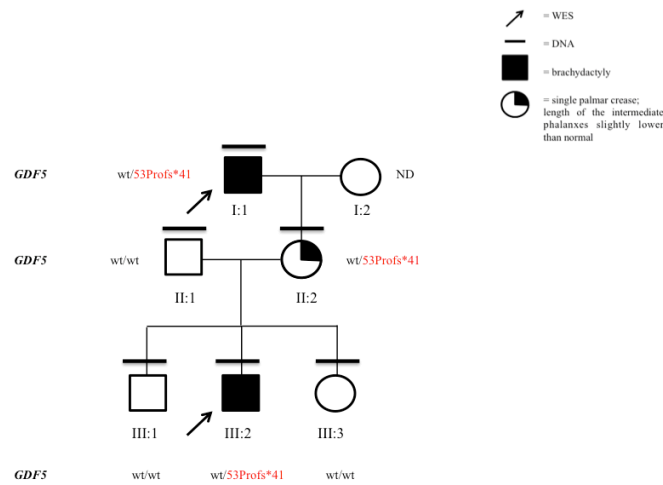 = WES
= DNA
= brachydactyly
= single palmar crease;
length of the intermediate
phalanxes slightly lower
than normal
GDF5 wt/53Profs*41 ND
I:1 I:2
GDF5 wt/wt wt/53Profs*41
II:1 II:2
III:1 III:2 III:3
GDF5 wt/wt wt/53Profs*41 wt/wt